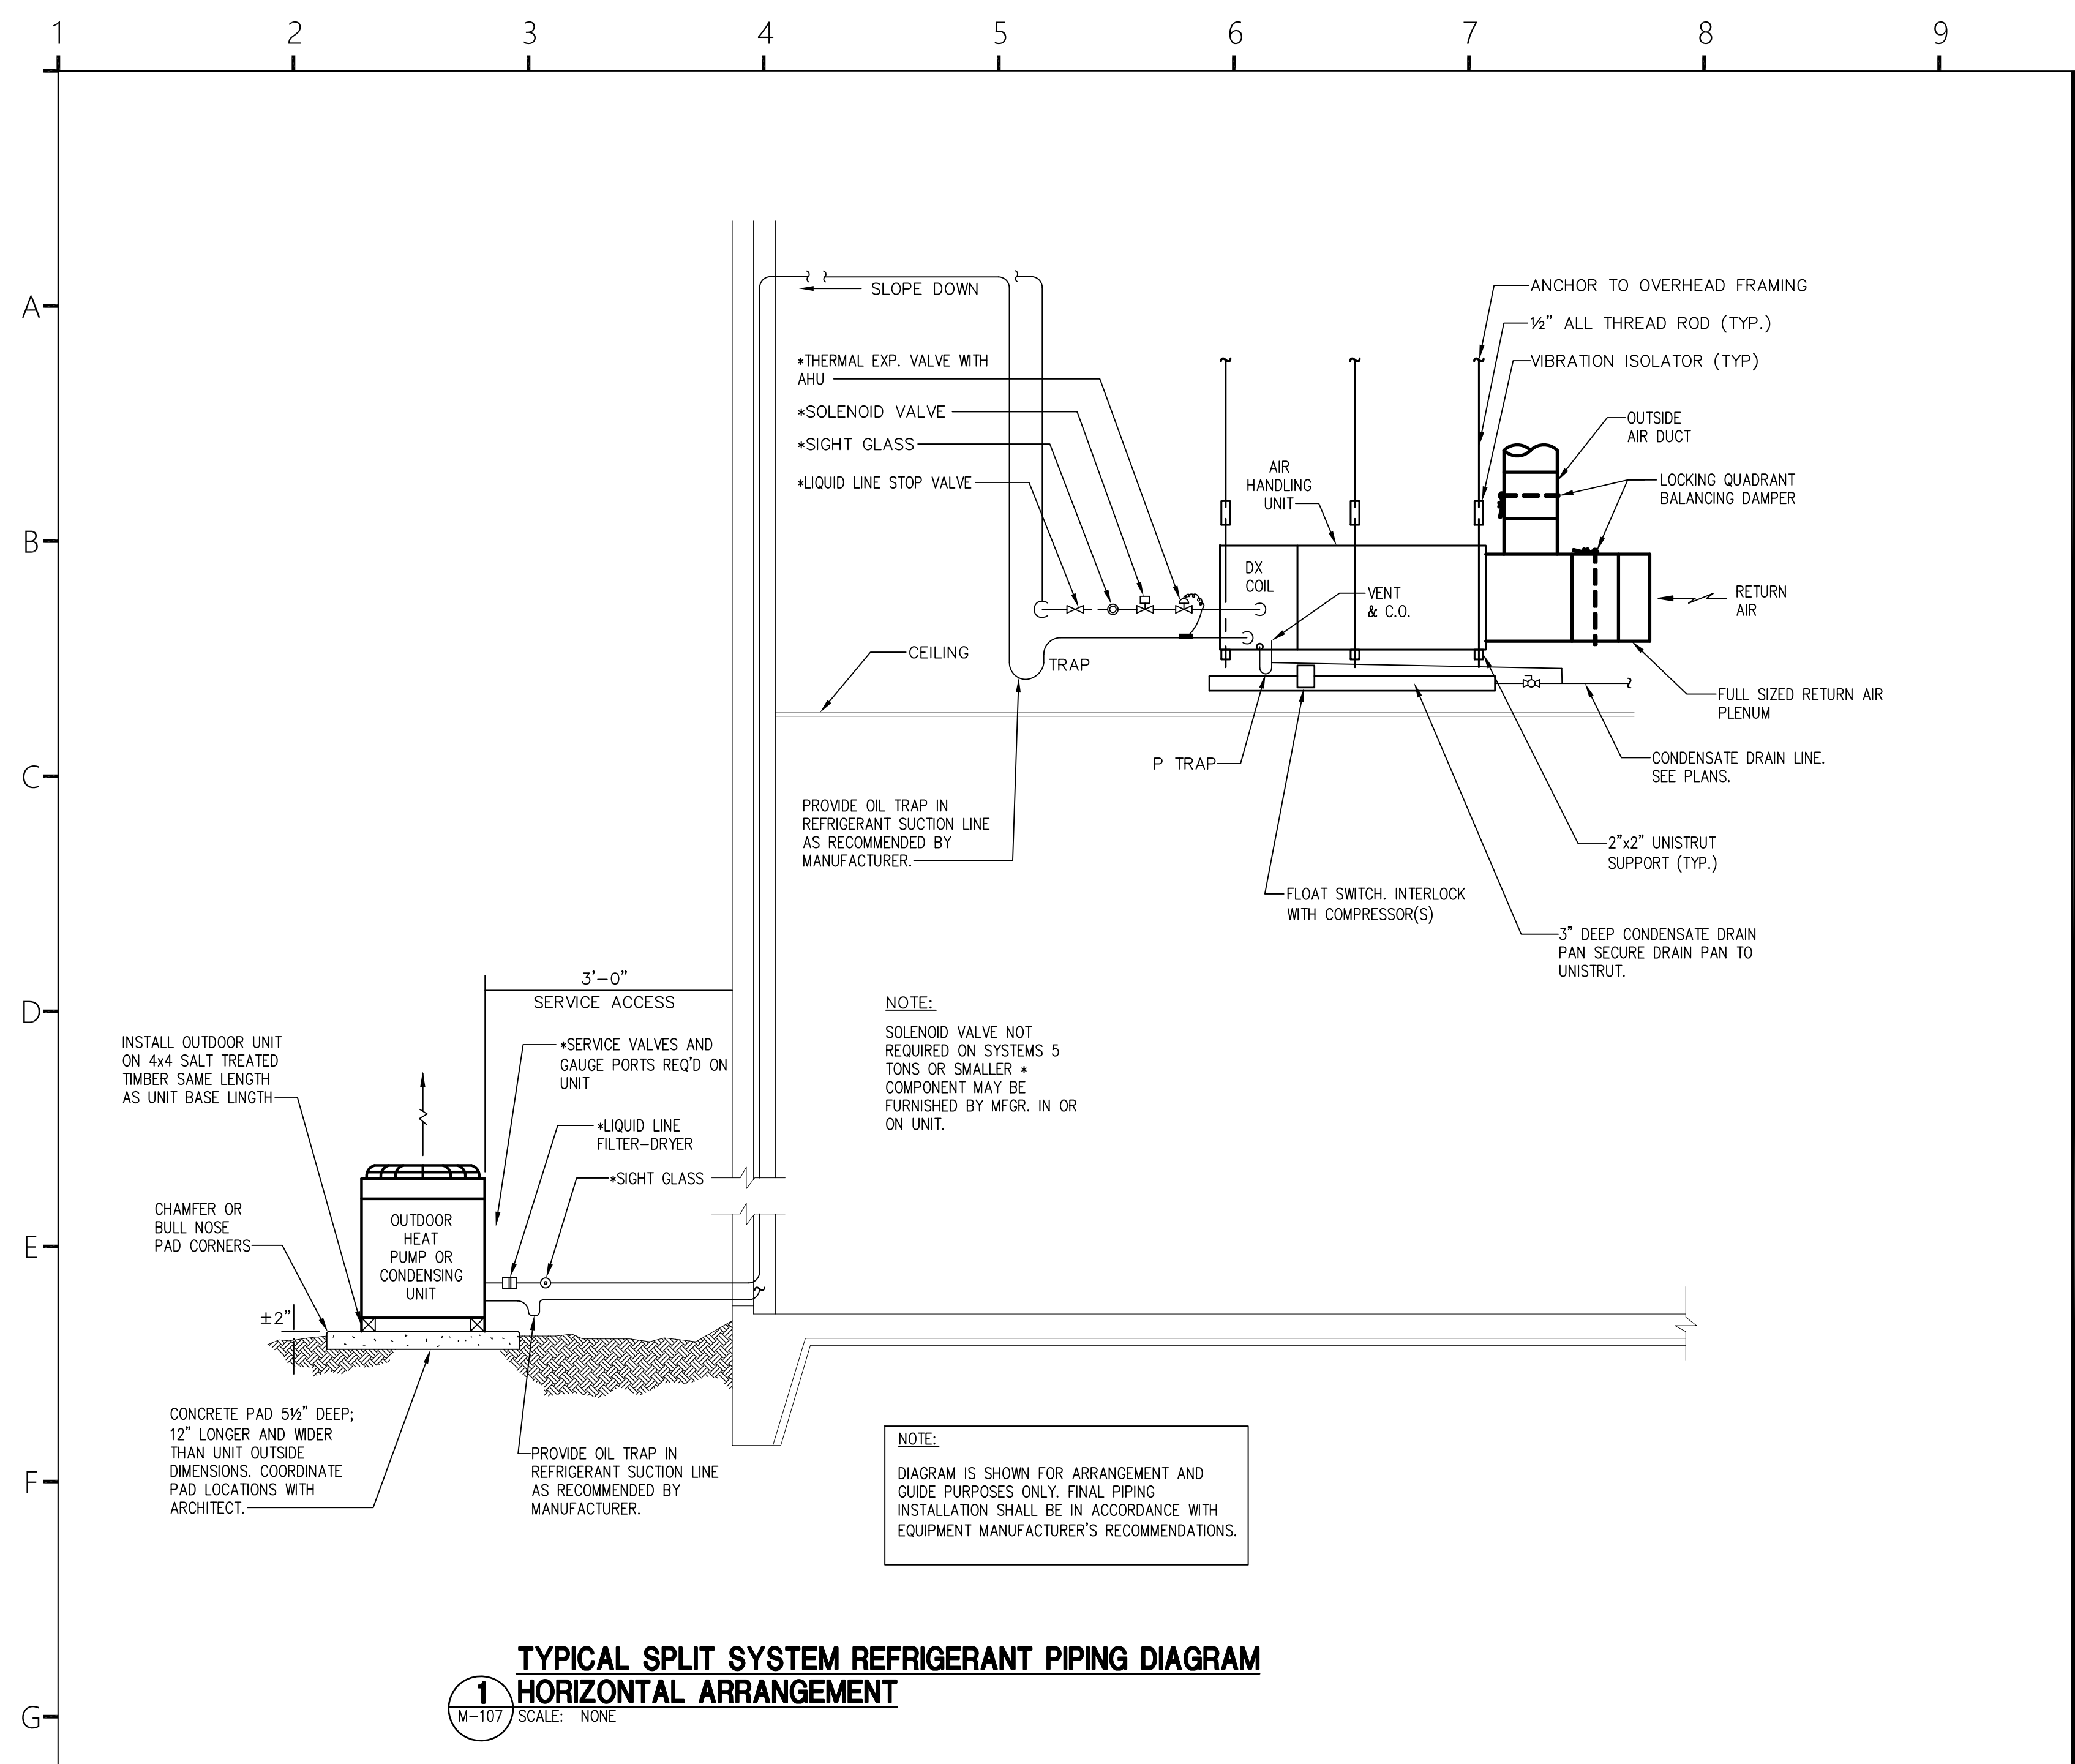 1 2 3 4 5 6 7 8 9
A
B
C
D
E
F
G
SLOPE DOWN
*THERMAL EXP. VALVE WITH
AHU
*SOLENOID VALVE
*SIGHT GLASS
*LIQUID LINE STOP VALVE
ANCHOR TO OVERHEAD FRAMING
½" ALL THREAD ROD (TYP.)
VIBRATION ISOLATOR (TYP)
OUTSIDE
AIR DUCT
LOCKING QUADRANT
BALANCING DAMPER
AIR
HANDLING
UNIT
DX
COIL
VENT
& C.O.
RETURN
AIR
CEILING
TRAP
FULL SIZED RETURN AIR
PLENUM
P TRAP
CONDENSATE DRAIN LINE.
SEE PLANS.
PROVIDE OIL TRAP IN
REFRIGERANT SUCTION LINE
AS RECOMMENDED BY
MANUFACTURER.
2"x2" UNISTRUT
SUPPORT (TYP.)
FLOAT SWITCH. INTERLOCK
WITH COMPRESSOR(S)
3" DEEP CONDENSATE DRAIN
PAN SECURE DRAIN PAN TO
UNISTRUT.
3'-0"
SERVICE ACCESS
NOTE:
SOLENOID VALVE NOT
REQUIRED ON SYSTEMS 5
TONS OR SMALLER *
COMPONENT MAY BE
FURNISHED BY MFGR. IN OR
ON UNIT.
INSTALL OUTDOOR UNIT
ON 4x4 SALT TREATED
TIMBER SAME LENGTH
AS UNIT BASE LINGTH
*SERVICE VALVES AND
GAUGE PORTS REQ'D ON
UNIT
*LIQUID LINE
FILTER-DRYER
*SIGHT GLASS
CHAMFER OR
BULL NOSE
PAD CORNERS
OUTDOOR
HEAT
PUMP OR
CONDENSING
UNIT
±2"
CONCRETE PAD 5½" DEEP;
12" LONGER AND WIDER
THAN UNIT OUTSIDE
DIMENSIONS. COORDINATE
PAD LOCATIONS WITH
ARCHITECT.
PROVIDE OIL TRAP IN
REFRIGERANT SUCTION LINE
AS RECOMMENDED BY
MANUFACTURER.
NOTE:
DIAGRAM IS SHOWN FOR ARRANGEMENT AND
GUIDE PURPOSES ONLY. FINAL PIPING
INSTALLATION SHALL BE IN ACCORDANCE WITH
EQUIPMENT MANUFACTURER'S RECOMMENDATIONS.
TYPICAL SPLIT SYSTEM REFRIGERANT PIPING DIAGRAM
1 HORIZONTAL ARRANGEMENT
M-107 SCALE: NONE